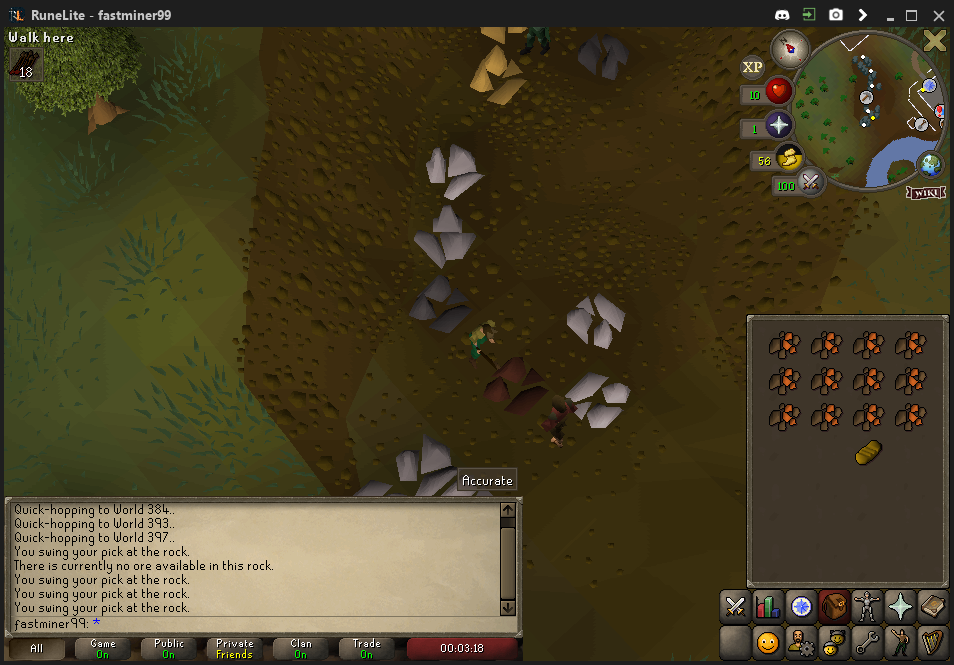 RuneLite - fastminer99
Walk here
18
XP
10
1
56
100
WIKI
Accurate
Quick-hopping to World 384..
Quick-hopping to World 393..
Quick-hopping to World 397..
You swing your pick at the rock.
There is currently no ore available in this rock.
You swing your pick at the rock.
You swing your pick at the rock.
You swing your pick at the rock.
fastminer99: *
All
Game
On
Public
On
Private
Friends
Clan
On
Trade
On
00:03:18